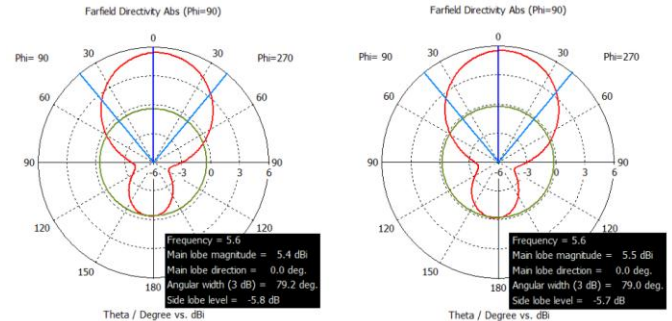 Farfield Directivity Abs (Phi=90)
0
Phi= 90 30 30 Phi=270
60 60
90 -6 -3 0 3 6 90
120 120
150 150
180
Theta / Degree vs. dBi
Frequency = 5.6
Main lobe magnitude = 5.4 dBi
Main lobe direction = 0.0 deg.
Angular width (3 dB) = 79.2 deg.
Side lobe level = -5.8 dB
Farfield Directivity Abs (Phi=90)
0
Phi= 90 30 30 Phi=270
60 60
90 -6 -3 0 3 6 90
120 120
150
180
Theta / Degree vs. dBi
Frequency = 5.6
Main lobe magnitude = 5.5 dBi
Main lobe direction = 0.0 deg.
Angular width (3 dB) = 79.0 deg.
Side lobe level = -5.7 dB